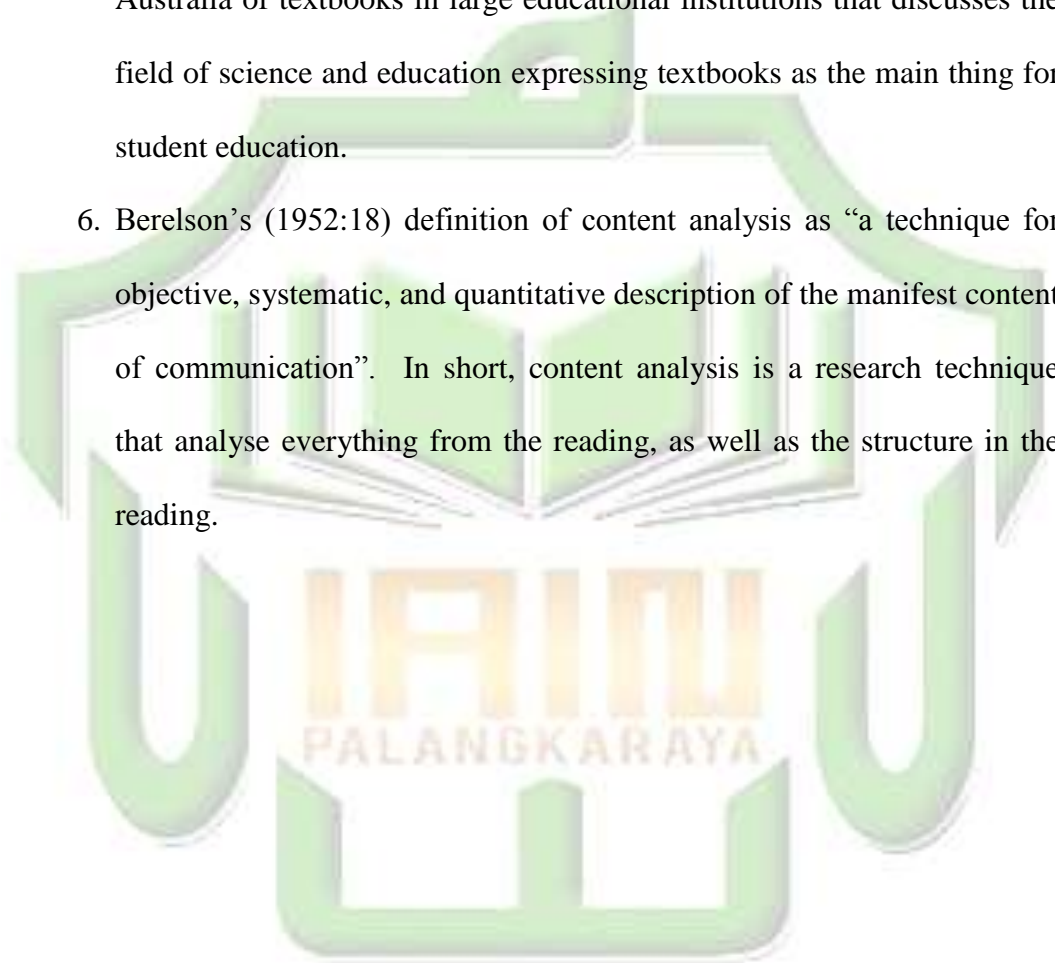 Australia of textbooks in large educational institutions that discusses the
field of science and education expressing textbooks as the main thing for
student education.
6. Berelson’s (1952:18) definition of content analysis as “a technique for
objective, systematic, and quantitative description of the manifest content
of communication”. In short, content analysis is a research technique
that analyse everything from the reading, as well as the structure in the
reading.
IAIN
PALANGKARAYA